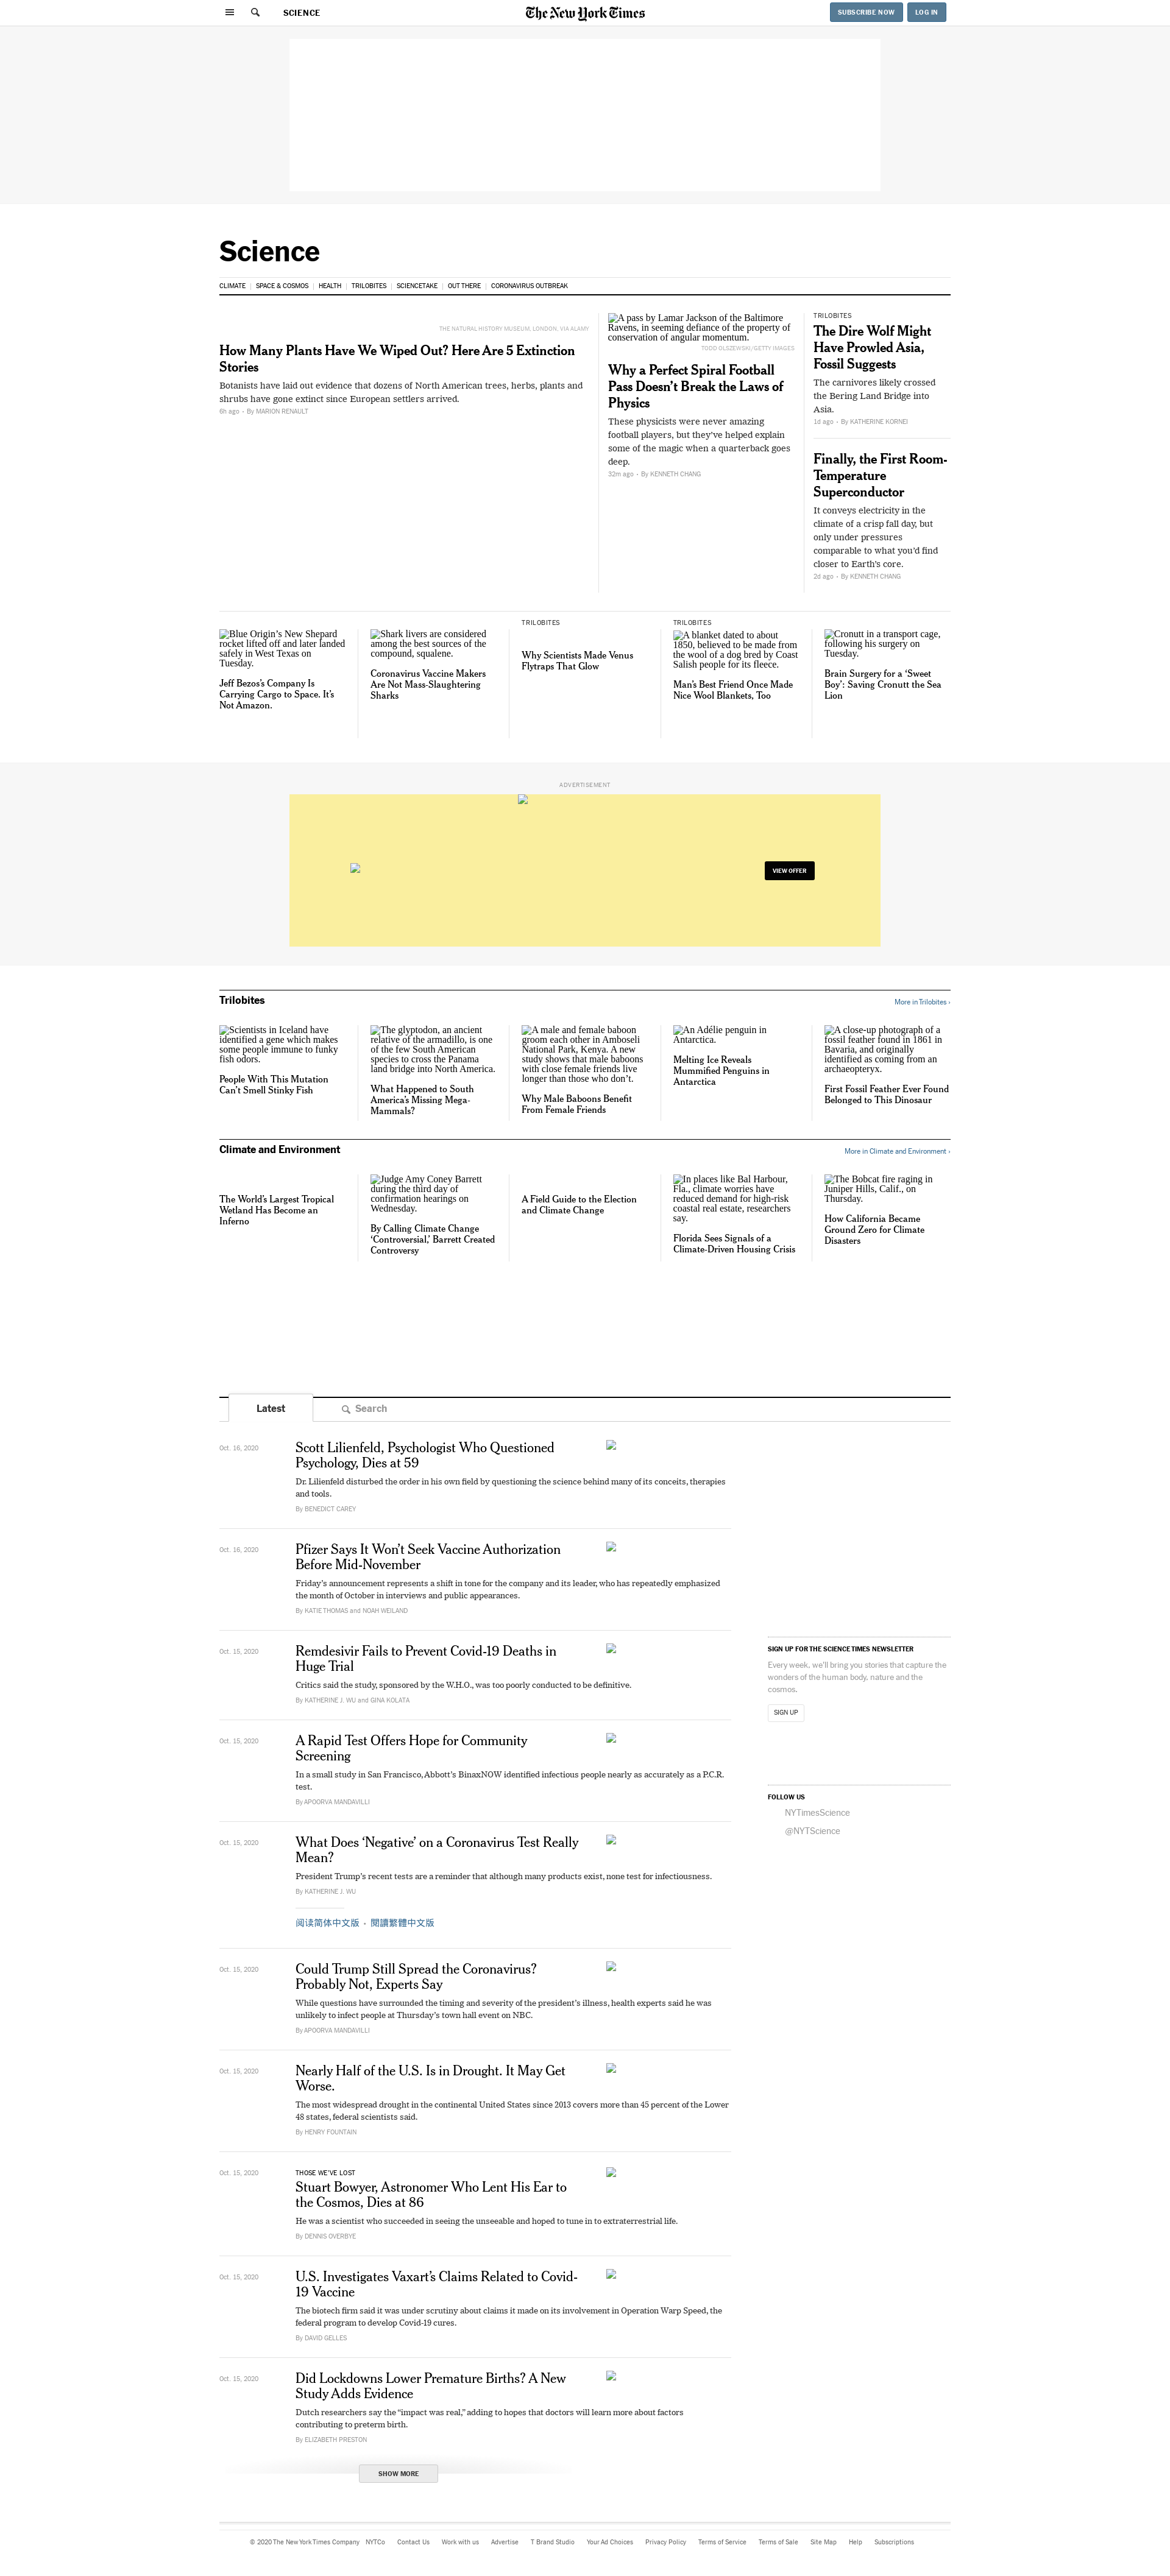 SCIENCE
The New York Times
SUBSCRIBE NOW
LOG IN
Science
CLIMATE
SPACE & COSMOS
HEALTH
TRILOBITES
SCIENCETAKE
OUT THERE
CORONAVIRUS OUTBREAK
THE NATURAL HISTORY MUSEUM, LONDON, VIA ALAMY
How Many Plants Have We Wiped Out? Here Are 5 Extinction
Stories
Botanists have laid out evidence that dozens of North American trees, herbs, plants and
shrubs have gone extinct since European settlers arrived.
6h ago • By MARION RENAULT
A pass by Lamar Jackson of the Baltimore
Ravens, in seeming defiance of the property of
conservation of angular momentum.
TODD OLSZEWSKI/GETTY IMAGES
Why a Perfect Spiral Football
Pass Doesn’t Break the Laws of
Physics
These physicists were never amazing
football players, but they’ve helped explain
some of the magic when a quarterback goes
deep.
32m ago • By KENNETH CHANG
TRILOBITES
The Dire Wolf Might
Have Prowled Asia,
Fossil Suggests
The carnivores likely crossed
the Bering Land Bridge into
Asia.
1d ago • By KATHERINE KORNEI
Finally, the First Room-
Temperature
Superconductor
It conveys electricity in the
climate of a crisp fall day, but
only under pressures
comparable to what you’d find
closer to Earth’s core.
2d ago • By KENNETH CHANG
Blue Origin’s New Shepard
rocket lifted off and later landed
safely in West Texas on
Tuesday.
Jeff Bezos’s Company Is
Carrying Cargo to Space. It’s
Not Amazon.
Shark livers are considered
among the best sources of the
compound, squalene.
Coronavirus Vaccine Makers
Are Not Mass-Slaughtering
Sharks
TRILOBITES
Why Scientists Made Venus
Flytraps That Glow
TRILOBITES
A blanket dated to about
1850, believed to be made from
the wool of a dog bred by Coast
Salish people for its fleece.
Man’s Best Friend Once Made
Nice Wool Blankets, Too
Cronutt in a transport cage,
following his surgery on
Tuesday.
Brain Surgery for a ‘Sweet
Boy’: Saving Cronutt the Sea
Lion
ADVERTISEMENT
VIEW OFFER
Trilobites
More in Trilobites ›
Scientists in Iceland have
identified a gene which makes
some people immune to funky
fish odors.
People With This Mutation
Can’t Smell Stinky Fish
The glyptodon, an ancient
relative of the armadillo, is one
of the few South American
species to cross the Panama
land bridge into North America.
What Happened to South
America’s Missing Mega-
Mammals?
A male and female baboon
groom each other in Amboseli
National Park, Kenya. A new
study shows that male baboons
with close female friends live
longer than those who don’t.
Why Male Baboons Benefit
From Female Friends
An Adélie penguin in
Antarctica.
Melting Ice Reveals
Mummified Penguins in
Antarctica
A close-up photograph of a
fossil feather found in 1861 in
Bavaria, and originally
identified as coming from an
archaeopteryx.
First Fossil Feather Ever Found
Belonged to This Dinosaur
Climate and Environment
More in Climate and Environment ›
The World’s Largest Tropical
Wetland Has Become an
Inferno
Judge Amy Coney Barrett
during the third day of
confirmation hearings on
Wednesday.
By Calling Climate Change
‘Controversial,’ Barrett Created
Controversy
A Field Guide to the Election
and Climate Change
In places like Bal Harbour,
Fla., climate worries have
reduced demand for high-risk
coastal real estate, researchers
say.
Florida Sees Signals of a
Climate-Driven Housing Crisis
The Bobcat fire raging in
Juniper Hills, Calif., on
Thursday.
How California Became
Ground Zero for Climate
Disasters
Latest
Search
Oct. 16, 2020
Scott Lilienfeld, Psychologist Who Questioned
Psychology, Dies at 59
Dr. Lilienfeld disturbed the order in his own field by questioning the science behind many of its conceits, therapies
and tools.
By BENEDICT CAREY
Oct. 16, 2020
Pfizer Says It Won’t Seek Vaccine Authorization
Before Mid-November
Friday’s announcement represents a shift in tone for the company and its leader, who has repeatedly emphasized
the month of October in interviews and public appearances.
By KATIE THOMAS and NOAH WEILAND
Oct. 15, 2020
Remdesivir Fails to Prevent Covid-19 Deaths in
Huge Trial
Critics said the study, sponsored by the W.H.O., was too poorly conducted to be definitive.
By KATHERINE J. WU and GINA KOLATA
Oct. 15, 2020
A Rapid Test Offers Hope for Community
Screening
In a small study in San Francisco, Abbott’s BinaxNOW identified infectious people nearly as accurately as a P.C.R.
test.
By APOORVA MANDAVILLI
Oct. 15, 2020
What Does ‘Negative’ on a Coronavirus Test Really
Mean?
President Trump’s recent tests are a reminder that although many products exist, none test for infectiousness.
By KATHERINE J. WU
阅读简体中文版 • 閱讀繁體中文版
Oct. 15, 2020
Could Trump Still Spread the Coronavirus?
Probably Not, Experts Say
While questions have surrounded the timing and severity of the president’s illness, health experts said he was
unlikely to infect people at Thursday’s town hall event on NBC.
By APOORVA MANDAVILLI
Oct. 15, 2020
Nearly Half of the U.S. Is in Drought. It May Get
Worse.
The most widespread drought in the continental United States since 2013 covers more than 45 percent of the Lower
48 states, federal scientists said.
By HENRY FOUNTAIN
Oct. 15, 2020
THOSE WE’VE LOST
Stuart Bowyer, Astronomer Who Lent His Ear to
the Cosmos, Dies at 86
He was a scientist who succeeded in seeing the unseeable and hoped to tune in to extraterrestrial life.
By DENNIS OVERBYE
Oct. 15, 2020
U.S. Investigates Vaxart’s Claims Related to Covid-
19 Vaccine
The biotech firm said it was under scrutiny about claims it made on its involvement in Operation Warp Speed, the
federal program to develop Covid-19 cures.
By DAVID GELLES
Oct. 15, 2020
Did Lockdowns Lower Premature Births? A New
Study Adds Evidence
Dutch researchers say the “impact was real,” adding to hopes that doctors will learn more about factors
contributing to preterm birth.
By ELIZABETH PRESTON
SHOW MORE
SIGN UP FOR THE SCIENCE TIMES NEWSLETTER
Every week, we’ll bring you stories that capture the
wonders of the human body, nature and the
cosmos.
SIGN UP
FOLLOW US
NYTimesScience
@NYTScience
© 2020 The New York Times Company
NYTCo
Contact Us
Work with us
Advertise
T Brand Studio
Your Ad Choices
Privacy Policy
Terms of Service
Terms of Sale
Site Map
Help
Subscriptions